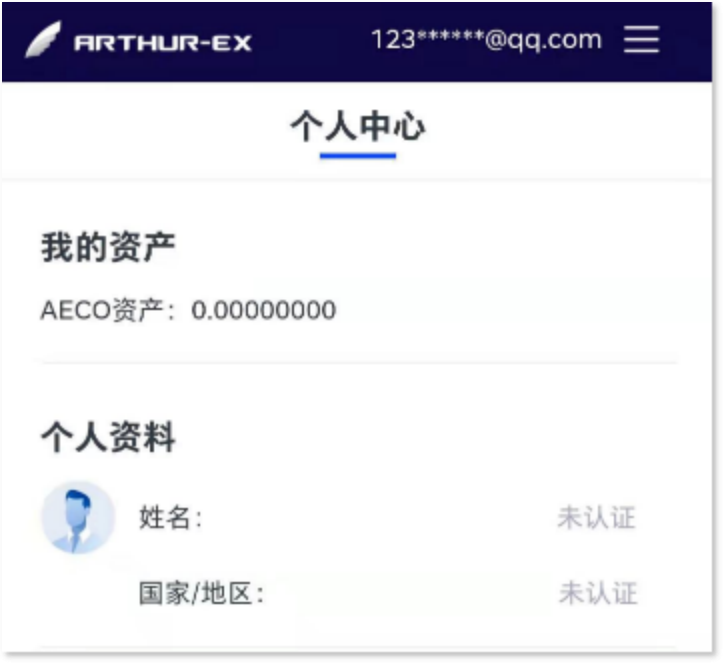 ARTHUR-EX 123******@qq.com
个人中心
我的资产
AECO资产：0.00000000
个人资料
姓名： 未认证
国家/地区： 未认证